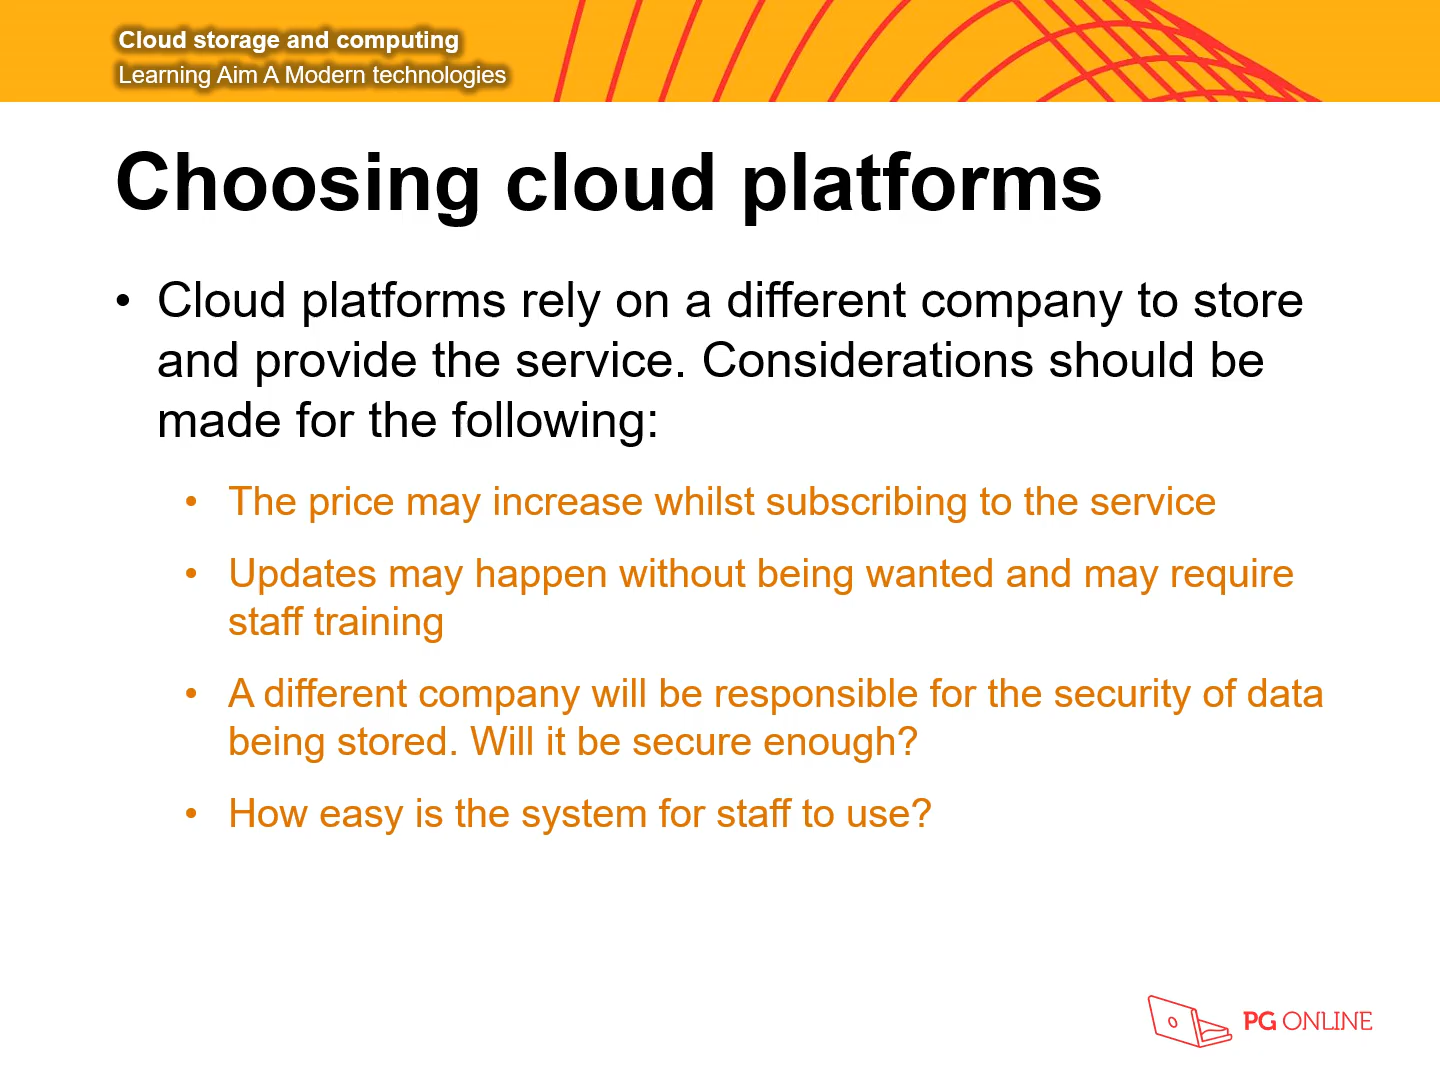 Cloud storage and computing
Learning Aim A Modern technologies
Choosing cloud platforms
• Cloud platforms rely on a different company to store
and provide the service. Considerations should be
made for the following:
• The price may increase whilst subscribing to the service
• Updates may happen without being wanted and may require
staff training
• A different company will be responsible for the security of data
being stored. Will it be secure enough?
• How easy is the system for staff to use?
PG ONLINE